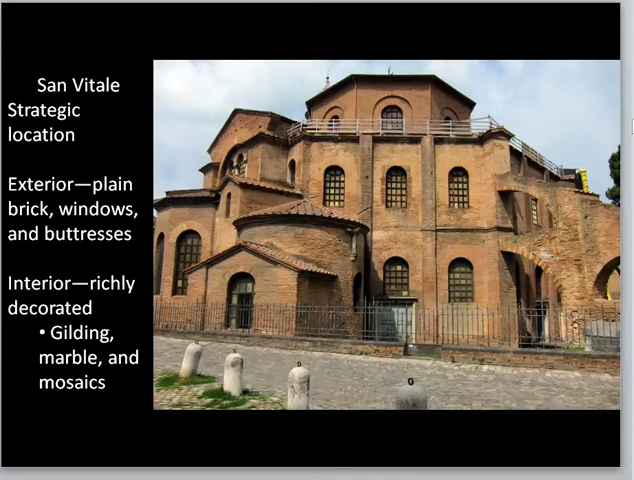 San Vitale
Strategic
location
Exterior—plain
brick, windows,
and buttresses
Interior—richly
decorated
• Gilding,
marble, and
mosaics